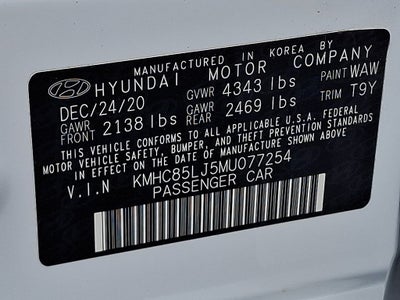 MANUFACTURED IN KOREA BY
HYUNDAI MOTOR COMPANY
DEC/24/20 GVWR 4343 lbs PAINT WAW
GAWR FRONT 2138 lbs GAWR REAR 2469 lbs TRIM T9Y
THIS VEHICLE CONFORMS TO ALL APPLICABLE U.S.A. FEDERAL
MOTOR VEHICLE SAFETY, BUMPER, AND THEFT PREVENTION STANDARDS
IN EFFECT ON THE DATE OF MANUFACTURE SHOWN ABOVE.
V.I.N KMHC85LJ5MU077254
PASSENGER CAR